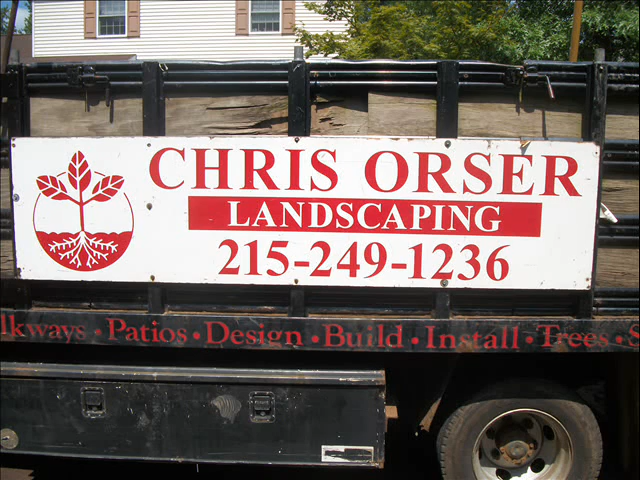 CHRIS ORSER
LANDSCAPING
215-249-1236
lkways • Patios • Design • Build • Install • Trees • S